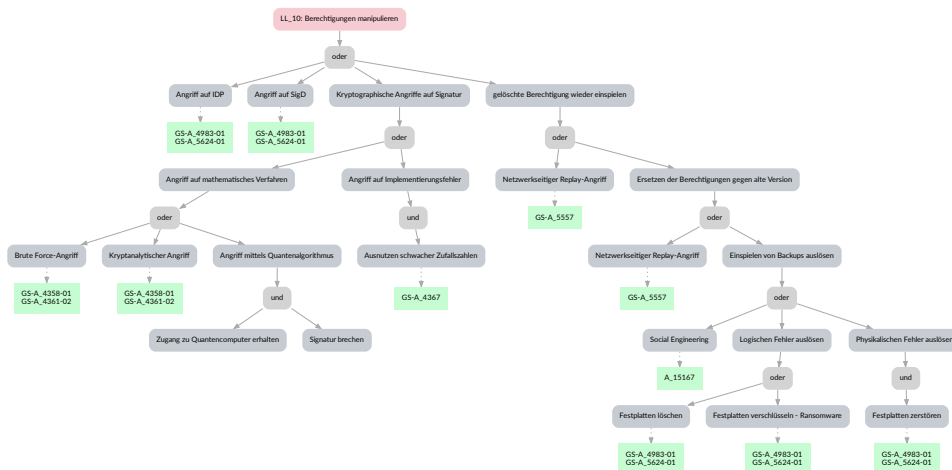 LL_10: Berechtigungen manipulieren
oder
Angriff auf IDP
Angriff auf SigD
Kryptographische Angriffe auf Signatur
gelöschte Berechtigung wieder einspielen
GS-A_4983-01
GS-A_5624-01
GS-A_4983-01
GS-A_5624-01
oder
oder
Angriff auf mathematisches Verfahren
Angriff auf Implementierungsfehler
Netzwerkseitiger Replay-Angriff
Ersetzen der Berechtigungen gegen alte Version
oder
und
GS-A_5557
oder
Brute Force-Angriff
Kryptanalytischer Angriff
Angriff mittels Quantenalgorithmus
Ausnutzen schwacher Zufallszahlen
Netzwerkseitiger Replay-Angriff
Einspielen von Backups auslösen
GS-A_4358-01
GS-A_4361-02
GS-A_4358-01
GS-A_4361-02
und
GS-A_4367
GS-A_5557
oder
Zugang zu Quantencomputer erhalten
Signatur brechen
Social Engineering
Logischen Fehler auslösen
Physikalischen Fehler auslösen
A_15167
oder
und
Festplatten löschen
Festplatten verschlüsseln - Ransomware
Festplatten zerstören
GS-A_4983-01
GS-A_5624-01
GS-A_4983-01
GS-A_5624-01
GS-A_4983-01
GS-A_5624-01